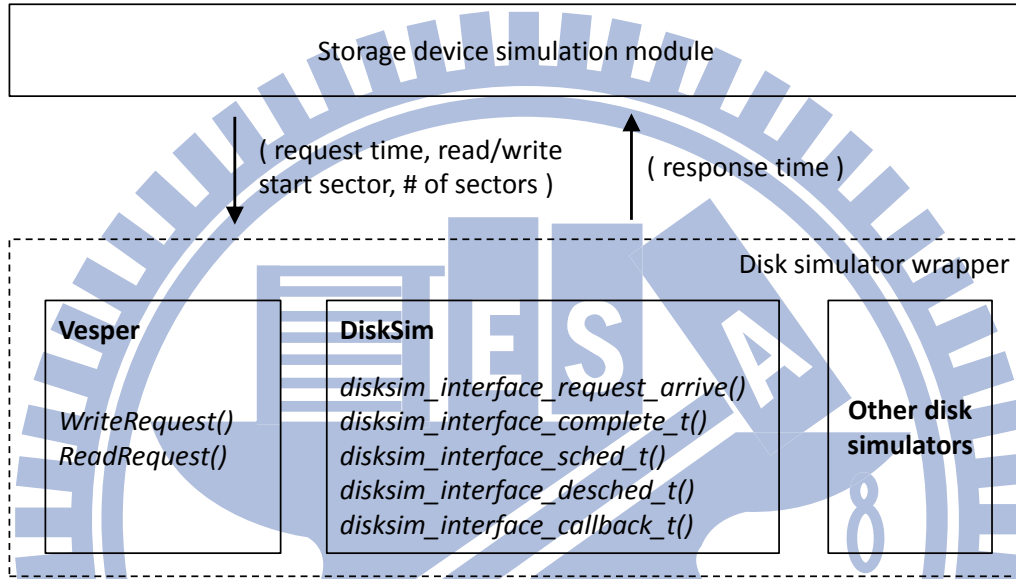 Storage device simulation module
( request time, read/write
start sector, # of sectors )
( response time )
Disk simulator wrapper
Vesper
WriteRequest()
ReadRequest()
DiskSim
disksim_interface_request_arrive()
disksim_interface_complete_t()
disksim_interface_sched_t()
disksim_interface_desched_t()
disksim_interface_callback_t()
Other disk
simulators
E S A
8